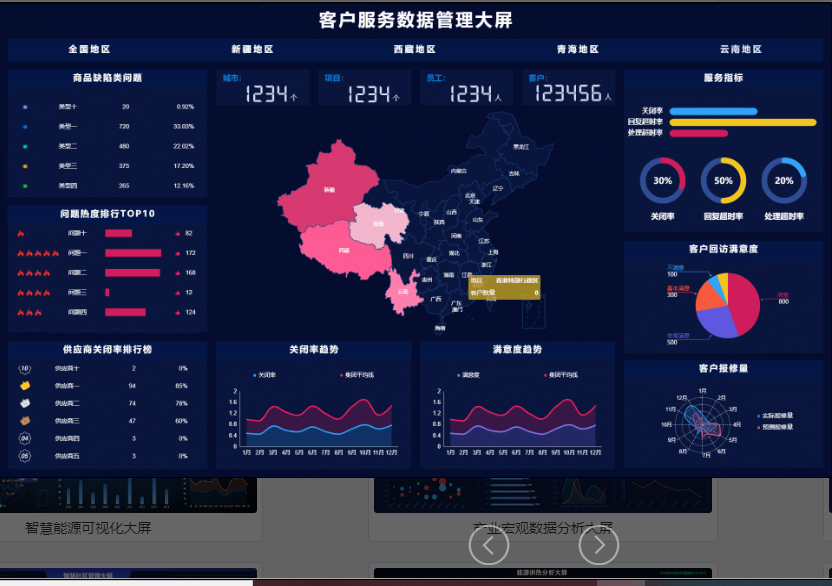 客户服务数据管理大屏
全国地区 新疆地区 西藏地区 青海地区 云南地区
商品缺陷类问题
类型十 20 0.92%
类型一 720 33.03%
类型二 480 22.02%
类型三 375 17.20%
类型四 265 12.16%
问题热度排行TOP10
问题十 82
问题一 172
问题二 168
问题三 12
问题四 124
供应商关闭率排行榜
10 供应商十 2 0%
供应商一 94 85%
供应商二 74 78%
供应商三 47 60%
04 供应商四 3 0%
05 供应商五 3 0%
城市: 项目: 员工: 客户:
1234个 1234个 1234人 123456人
黑龙江
内蒙古 吉林
新疆 辽宁
北京
天津
宁夏 山西
青海 陕西 山东
河南
西藏 江苏
四川 湖北 上海
重庆 浙江
贵州 湖南 江西
云南 广西 广东
澳门
海南
地区 香港特别行政区
客户数量 0
关闭率趋势
关闭率 集团平均线
2
1.6
1.2
0.8
0.4
0
1月 2月 3月 4月 5月 6月 7月 8月 9月 10月 11月 12月
满意度趋势
满意度 集团平均线
2
1.6
1.2
0.8
0.4
0
1月 2月 3月 4月 5月 6月 7月 8月 9月 10月 11月 12月
服务指标
关闭率
回复超时率
处理超时率
30% 50% 20%
关闭率 回复超时率 处理超时率
客户回访满意度
不满意
100
基本满意
300
800
非常满意
500
客户报修量
1月
12月 2月
11月 3月
10月 4月
9月 5月
8月 6月
7月
实际报修量
预测报修量
智慧能源可视化大屏
产业宏观数据分析大屏
智慧社区管理大屏
能源供热分析大屏